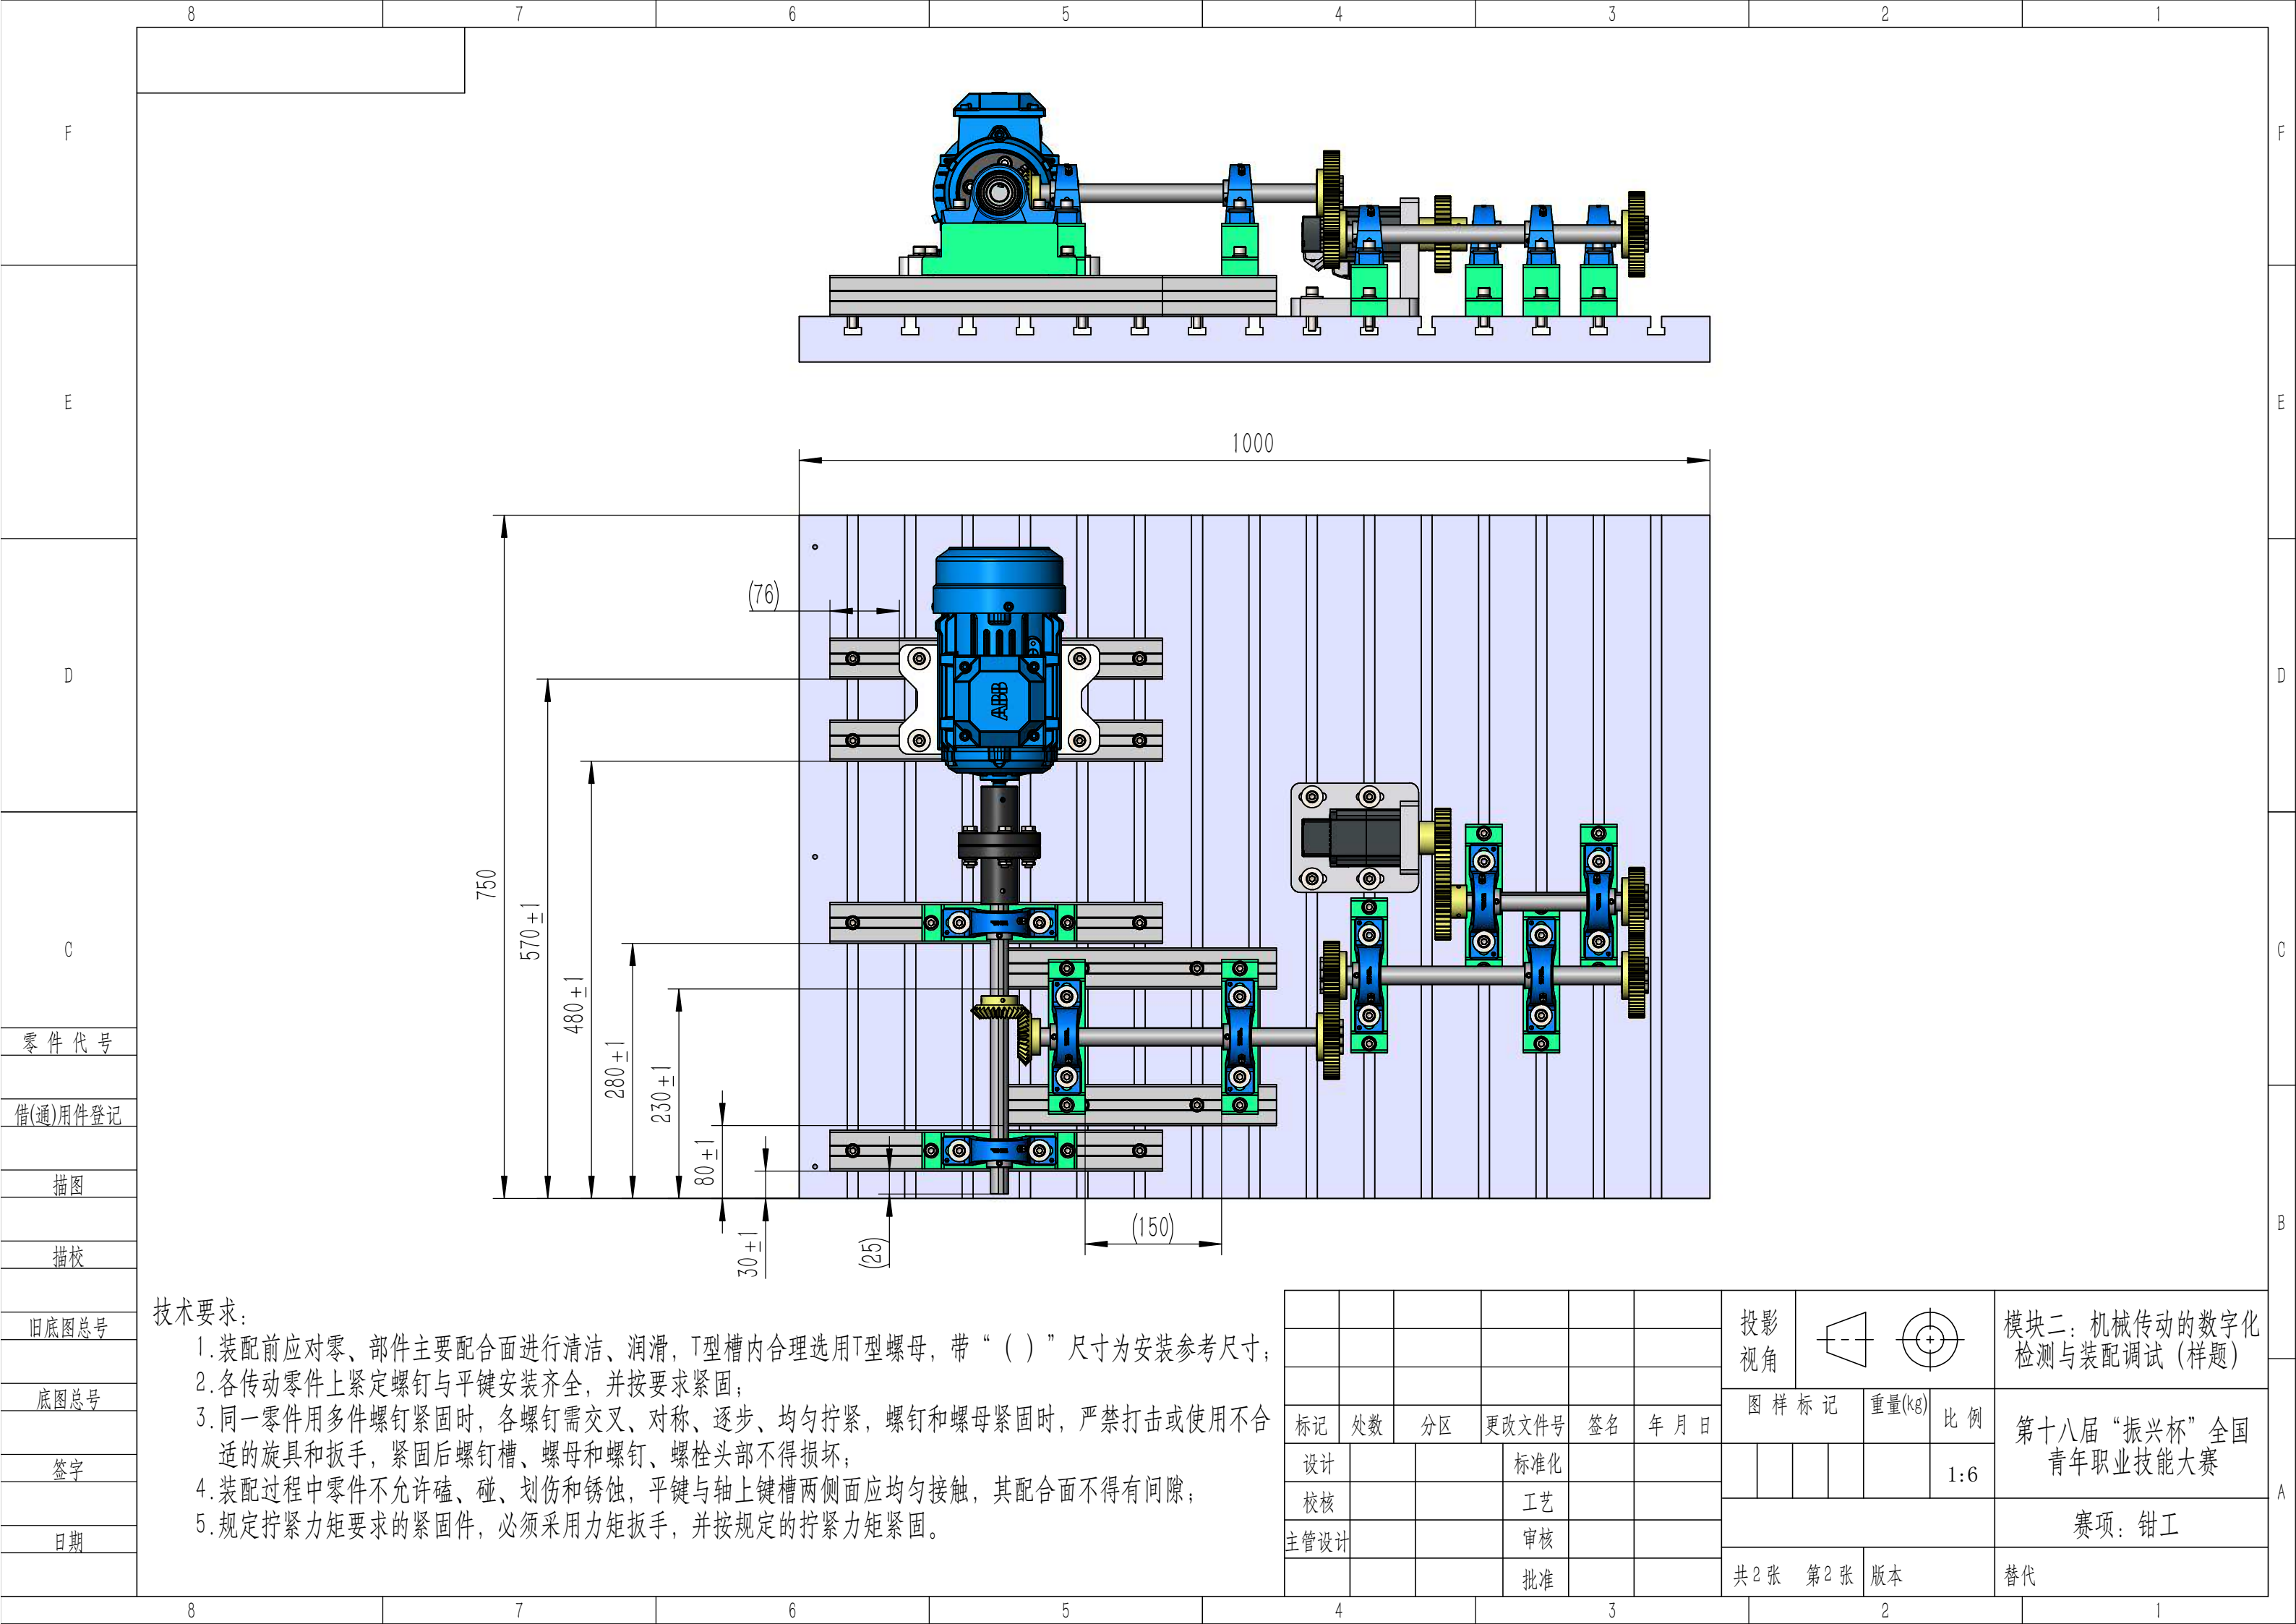 8 7 6 5 4 3 2 1
F
F
E
E
D
D
C
C
B
A
1000
750
570±1
480±1
280±1
230±1
80±1
30±1
(25)
(76)
(150)
ABB
零件代号
借(通)用件登记
描图
描校
旧底图总号
底图总号
签字
日期
技术要求:
1.装配前应对零、部件主要配合面进行清洁、润滑，T型槽内合理选用T型螺母，带“（ ）”尺寸为安装参考尺寸；
2.各传动零件上紧定螺钉与平键安装齐全，并按要求紧固；
3.同一零件用多件螺钉紧固时，各螺钉需交叉、对称、逐步、均匀拧紧，螺钉和螺母紧固时，严禁打击或使用不合
适的旋具和扳手，紧固后螺钉槽、螺母和螺钉、螺栓头部不得损坏；
4.装配过程中零件不允许磕、碰、划伤和锈蚀，平键与轴上键槽两侧面应均匀接触，其配合面不得有间隙；
5.规定拧紧力矩要求的紧固件，必须采用力矩扳手，并按规定的拧紧力矩紧固。
标记 处数 分区 更改文件号 签名 年月日
设计 标准化
校核 工艺
主管设计 审核
批准
投影
视角
图样标记 重量(kg) 比例
1:6
共2张 第2张 版本 替代
模块二：机械传动的数字化
检测与装配调试（样题）
第十八届“振兴杯”全国
青年职业技能大赛
赛项：钳工
8 7 6 5 4 3 2 1